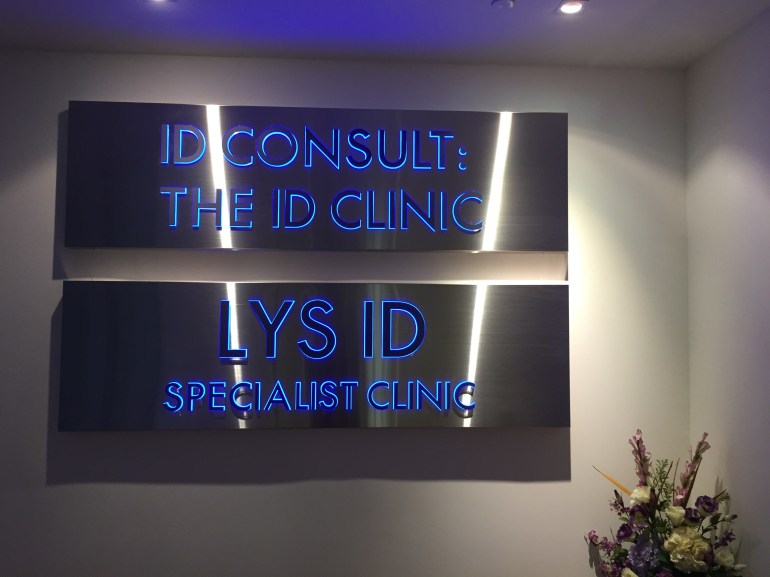 ID CONSULT:
THE ID CLINIC
LYS ID
SPECIALIST CLINIC